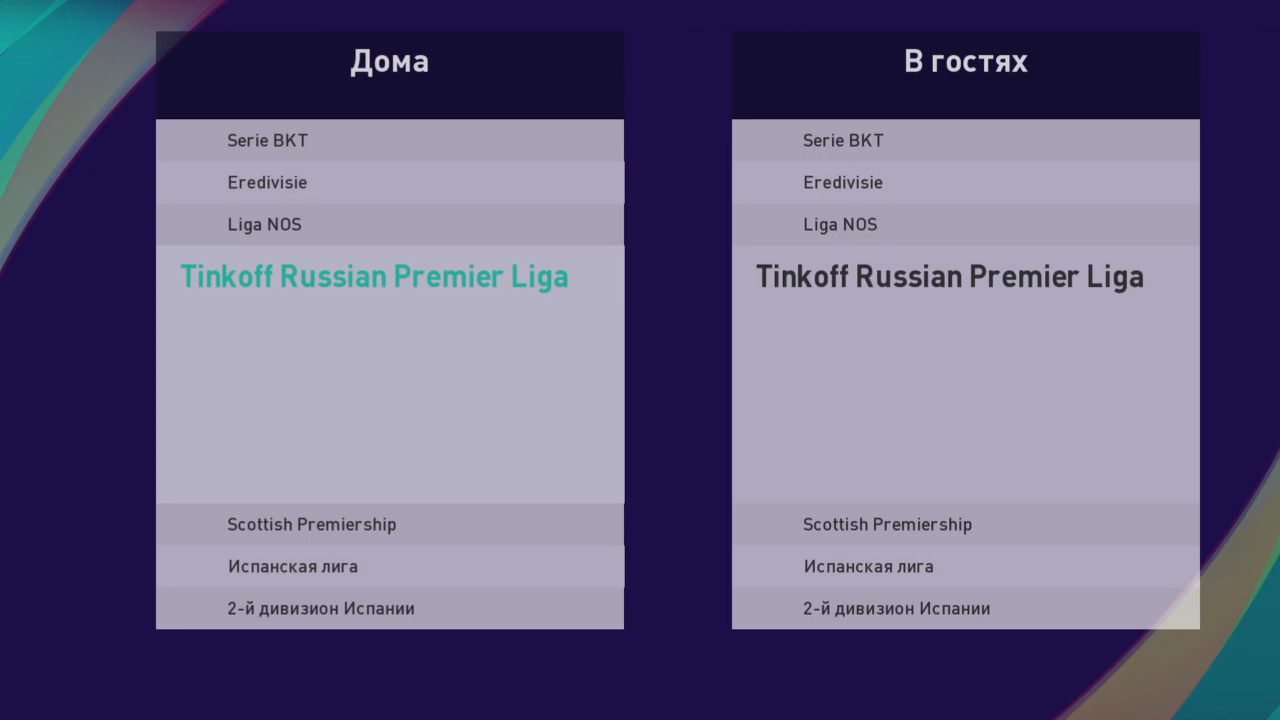 Дома
Serie BKT
Eredivisie
Liga NOS
Tinkoff Russian Premier Liga
Scottish Premiership
Испанская лига
2-й дивизион Испании
В гостях
Serie BKT
Eredivisie
Liga NOS
Tinkoff Russian Premier Liga
Scottish Premiership
Испанская лига
2-й дивизион Испании